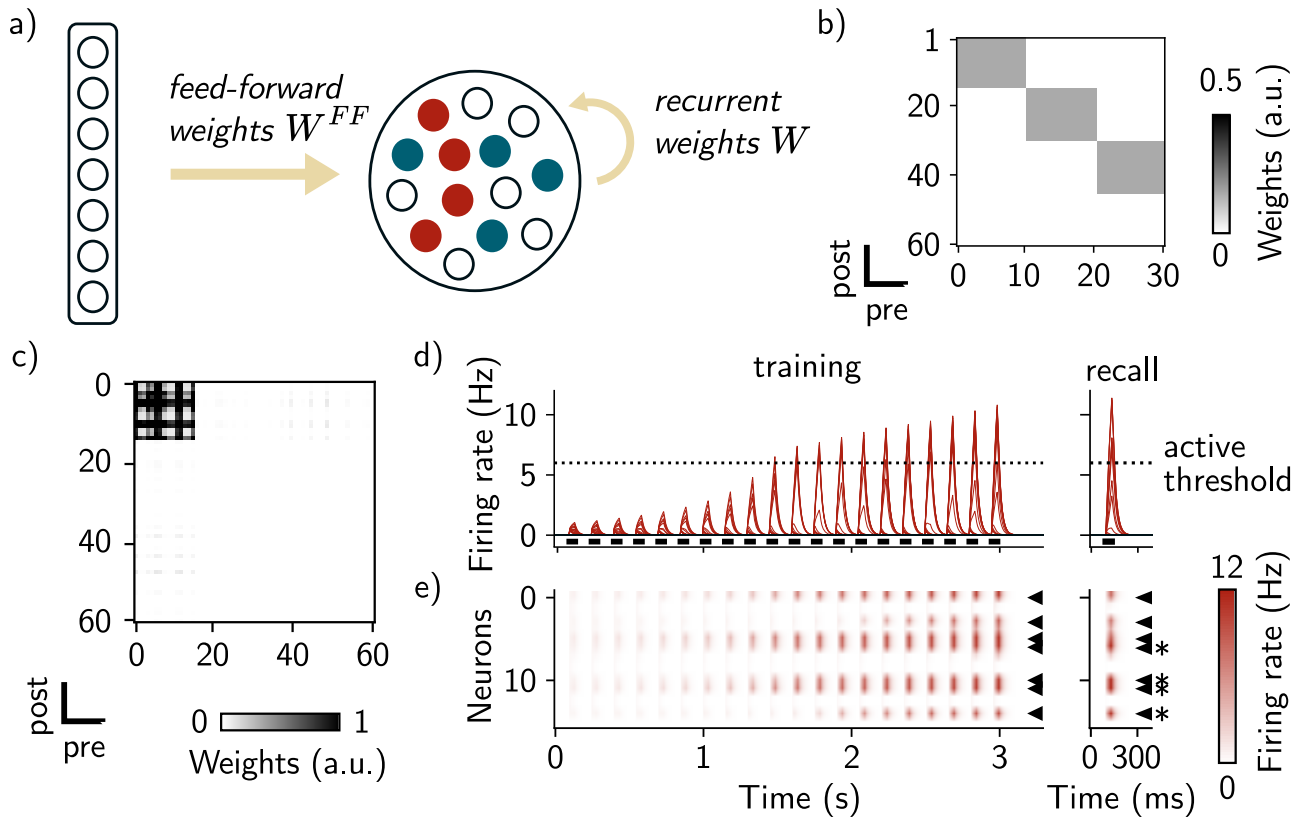 a)
feed-forward
weights W^FF
recurrent
weights W
b)
1
20
40
60
0 10 20 30
post
pre
0.5
0
Weights (a.u.)
c)
0
20
40
60
0 20 40 60
post
pre
0 1
Weights (a.u.)
d)
training
recall
Firing rate (Hz)
10
5
0
active
threshold
e)
Neurons
0
10
0 1 2 3
Time (s)
* * * *
0 300
Time (ms)
12
0
Firing rate (Hz)